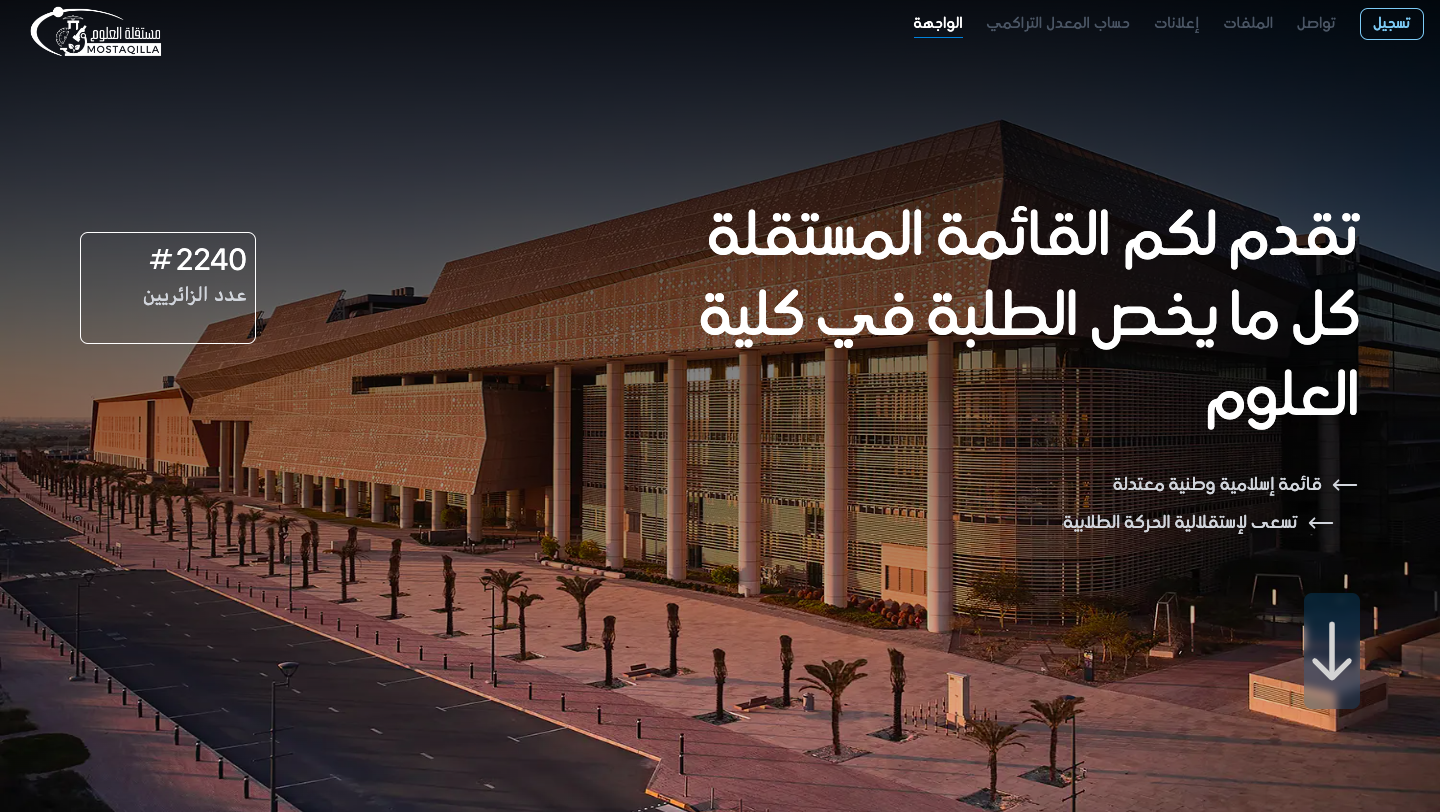 تسجيل
تواصل
الملفات
إعلانات
حساب المعدل التراكمي
الواجهة
مستقلة العلوم
MOSTAQILLA
تقدم لكم القائمة المستقلة
كل ما يخص الطلبة في كلية
العلوم
#2240
عدد الزائريين
قائمة إسلامية وطنية معتدلة
تسعى لإستقلالية الحركة الطلابية